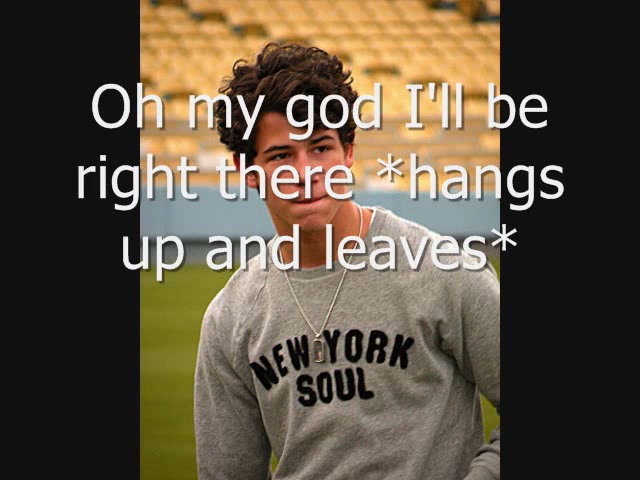 Oh my god I'll be
right there *hangs
up and leaves*
NEW YORK
SOUL